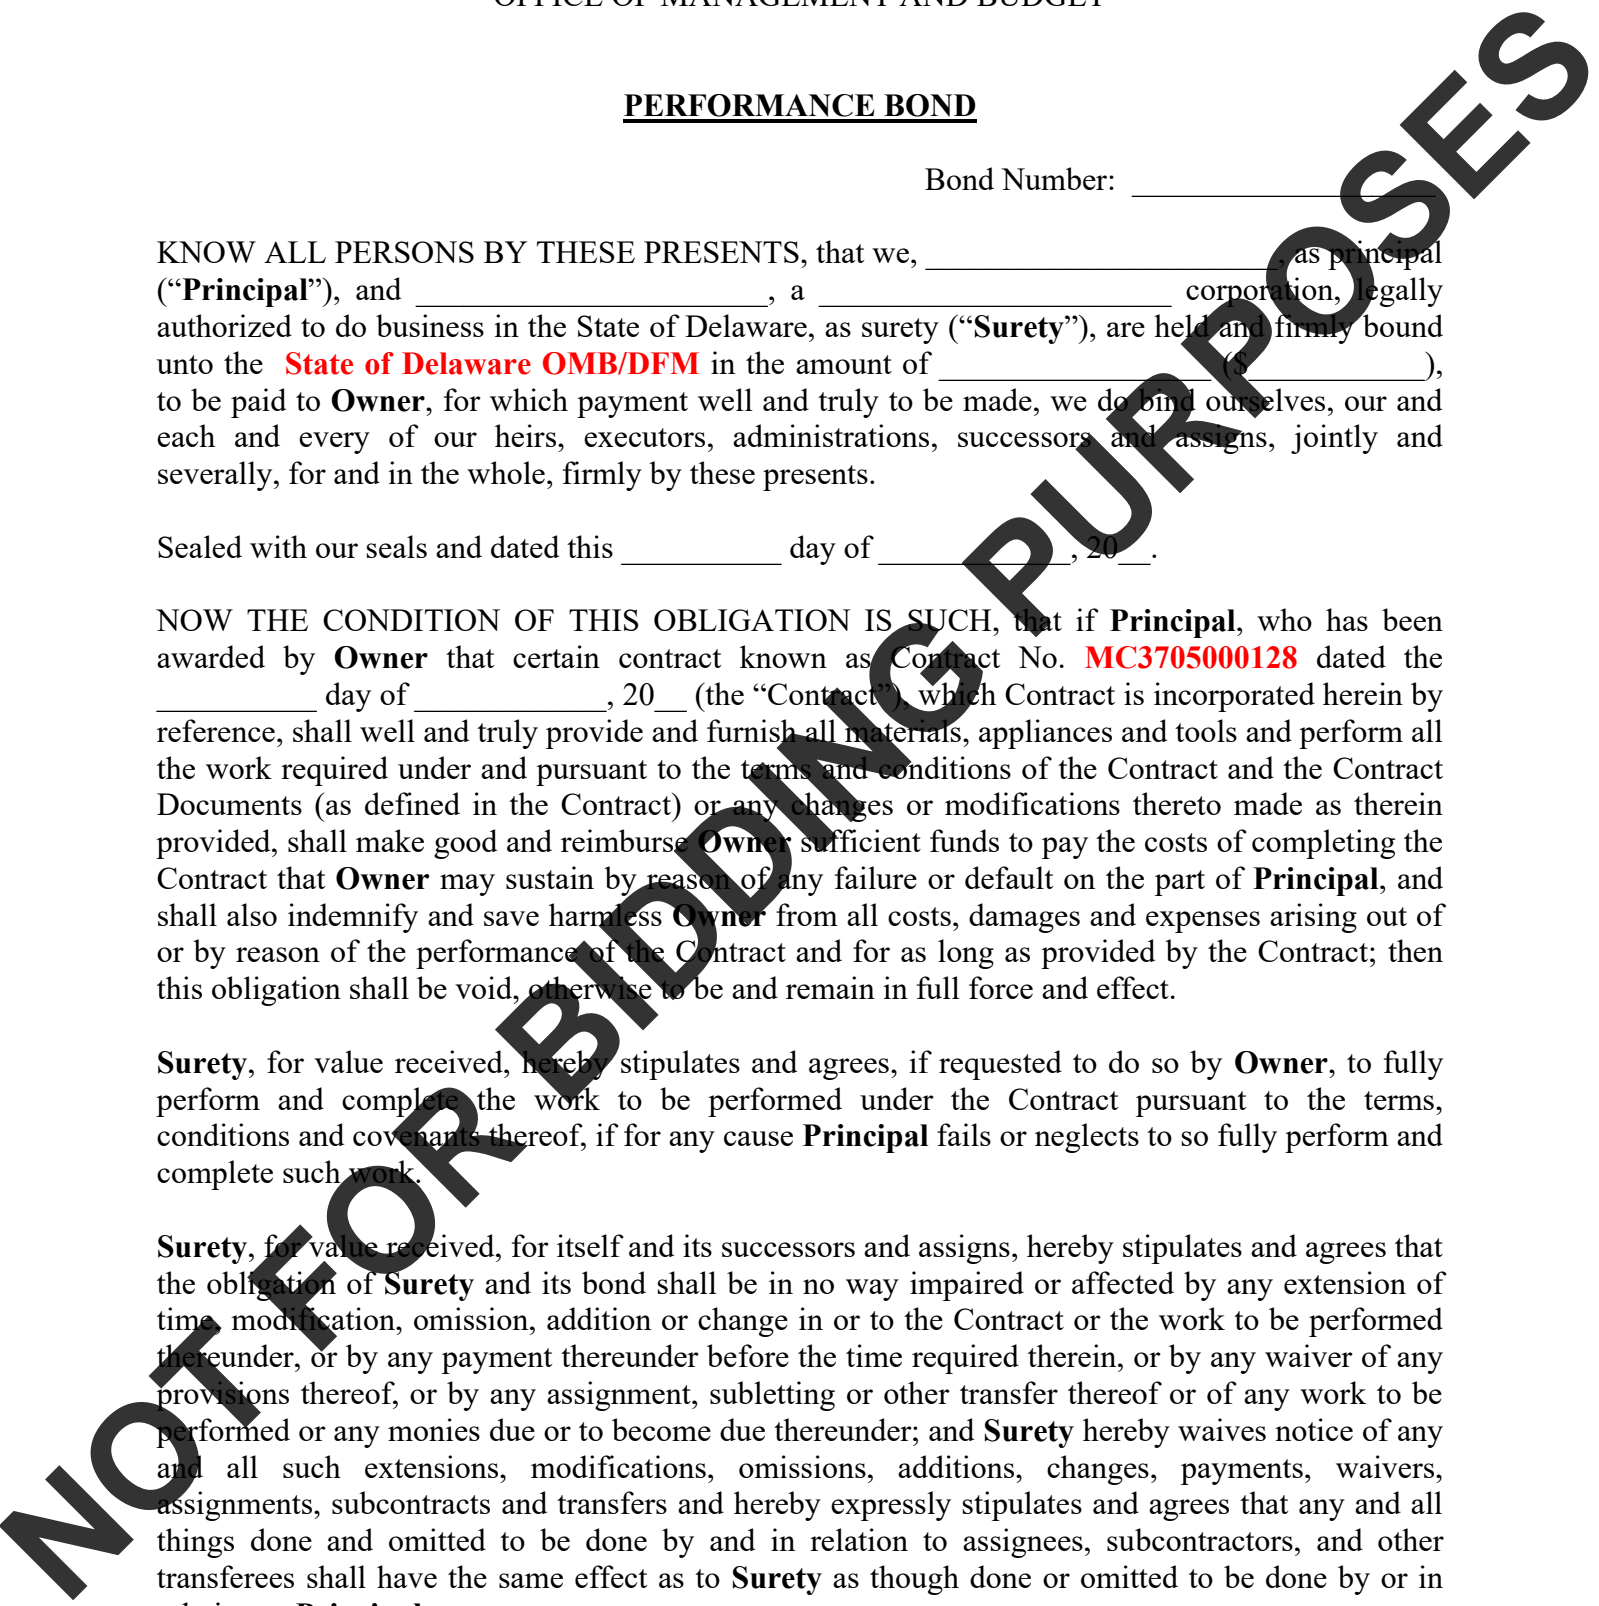 OFFICE OF MANAGEMENT AND BUDGET
PERFORMANCE BOND
Bond Number: ___________________
KNOW ALL PERSONS BY THESE PRESENTS, that we, ______________________, as principal
(“Principal”), and ______________________, a ______________________ corporation, legally
authorized to do business in the State of Delaware, as surety (“Surety”), are held and firmly bound
unto the State of Delaware OMB/DFM in the amount of _________________ ($___________),
to be paid to Owner, for which payment well and truly to be made, we do bind ourselves, our and
each and every of our heirs, executors, administrations, successors and assigns, jointly and
severally, for and in the whole, firmly by these presents.
Sealed with our seals and dated this __________ day of ____________, 20__.
NOW THE CONDITION OF THIS OBLIGATION IS SUCH, that if Principal, who has been
awarded by Owner that certain contract known as Contract No. MC3705000128 dated the
__________ day of ____________, 20__ (the “Contract”), which Contract is incorporated herein by
reference, shall well and truly provide and furnish all materials, appliances and tools and perform all
the work required under and pursuant to the terms and conditions of the Contract and the Contract
Documents (as defined in the Contract) or any changes or modifications thereto made as therein
provided, shall make good and reimburse Owner sufficient funds to pay the costs of completing the
Contract that Owner may sustain by reason of any failure or default on the part of Principal, and
shall also indemnify and save harmless Owner from all costs, damages and expenses arising out of
or by reason of the performance of the Contract and for as long as provided by the Contract; then
this obligation shall be void, otherwise to be and remain in full force and effect.
Surety, for value received, hereby stipulates and agrees, if requested to do so by Owner, to fully
perform and complete the work to be performed under the Contract pursuant to the terms,
conditions and covenants thereof, if for any cause Principal fails or neglects to so fully perform and
complete such work.
Surety, for value received, for itself and its successors and assigns, hereby stipulates and agrees that
the obligation of Surety and its bond shall be in no way impaired or affected by any extension of
time, modification, omission, addition or change in or to the Contract or the work to be performed
thereunder, or by any payment thereunder before the time required therein, or by any waiver of any
provisions thereof, or by any assignment, subletting or other transfer thereof or of any work to be
performed or any monies due or to become due thereunder; and Surety hereby waives notice of any
and all such extensions, modifications, omissions, additions, changes, payments, waivers,
assignments, subcontracts and transfers and hereby expressly stipulates and agrees that any and all
things done and omitted to be done by and in relation to assignees, subcontractors, and other
transferees shall have the same effect as to Surety as though done or omitted to be done by or in
NOT FOR BIDDING PURPOSES